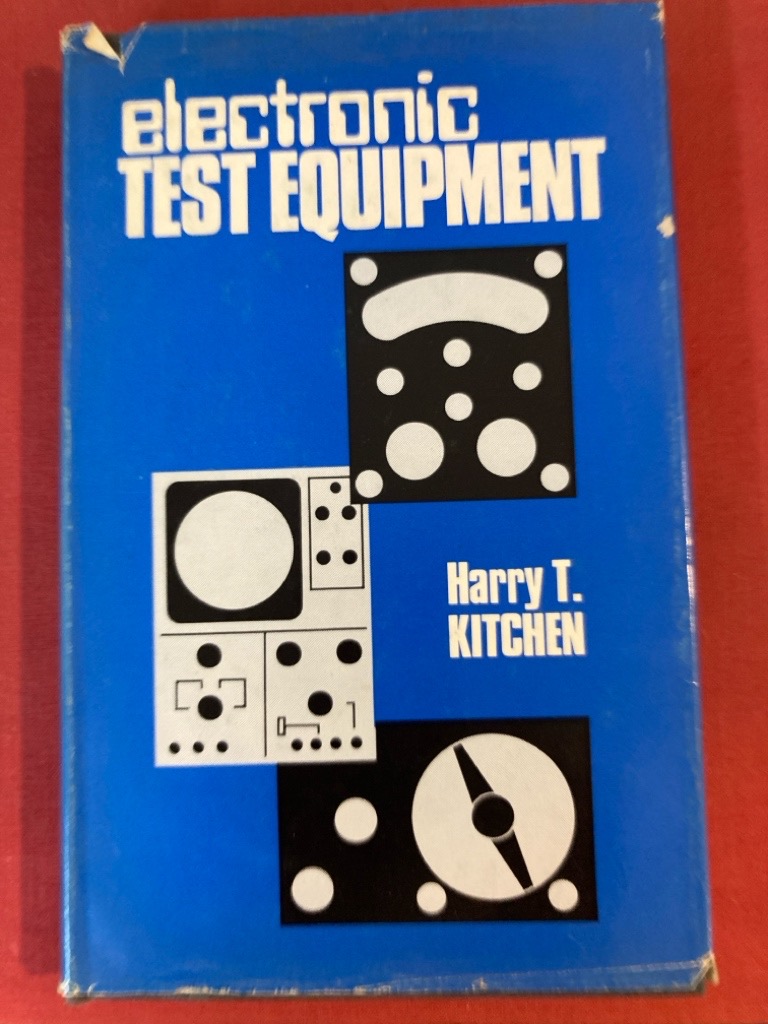 electronic
TEST EQUIPMENT
Harry T.
KITCHEN